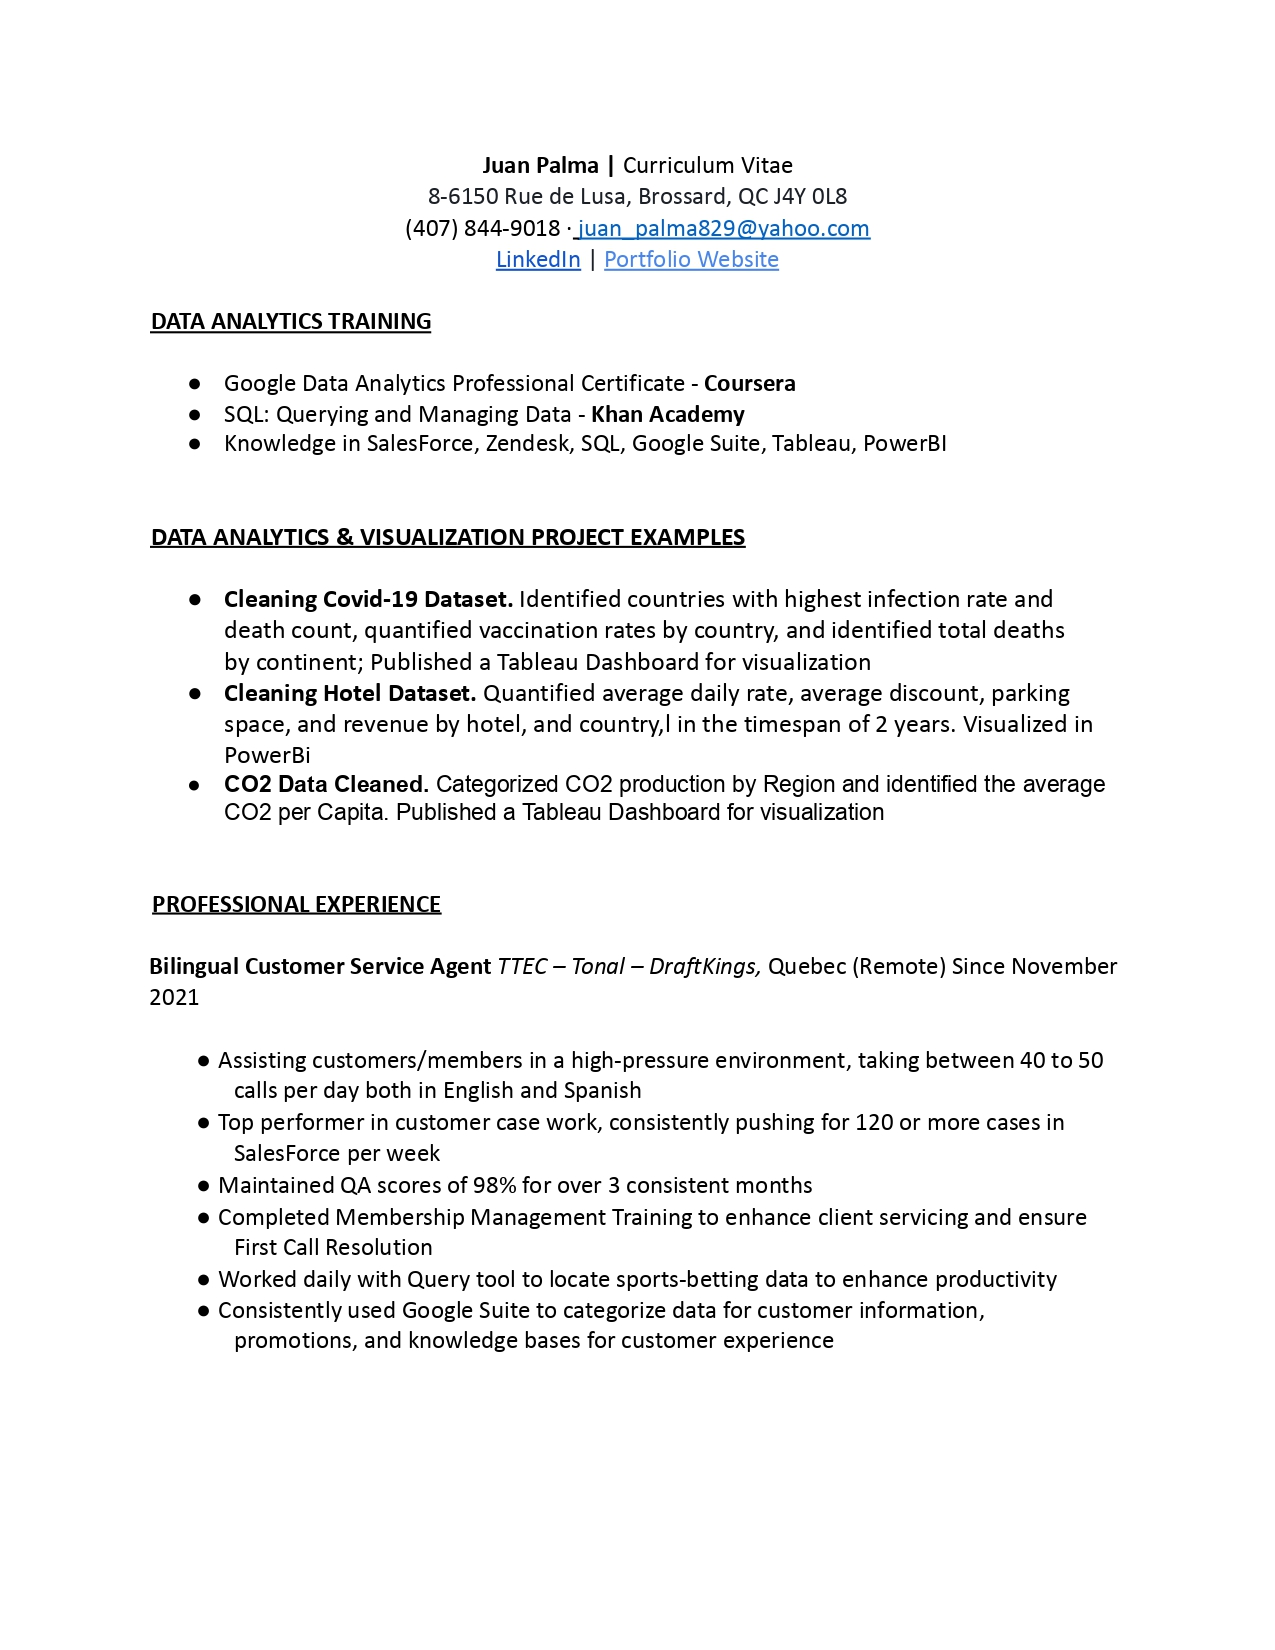 Juan Palma | Curriculum Vitae
8-6150 Rue de Lusa, Brossard, QC J4Y 0L8
(407) 844-9018 · juan_palma829@yahoo.com
LinkedIn | Portfolio Website
DATA ANALYTICS TRAINING
● Google Data Analytics Professional Certificate - Coursera
● SQL: Querying and Managing Data - Khan Academy
● Knowledge in SalesForce, Zendesk, SQL, Google Suite, Tableau, PowerBI
DATA ANALYTICS & VISUALIZATION PROJECT EXAMPLES
● Cleaning Covid-19 Dataset. Identified countries with highest infection rate and
death count, quantified vaccination rates by country, and identified total deaths
by continent; Published a Tableau Dashboard for visualization
● Cleaning Hotel Dataset. Quantified average daily rate, average discount, parking
space, and revenue by hotel, and country,l in the timespan of 2 years. Visualized in
PowerBi
● CO2 Data Cleaned. Categorized CO2 production by Region and identified the average
CO2 per Capita. Published a Tableau Dashboard for visualization
PROFESSIONAL EXPERIENCE
Bilingual Customer Service Agent TTEC – Tonal – DraftKings, Quebec (Remote) Since November
2021
● Assisting customers/members in a high-pressure environment, taking between 40 to 50
calls per day both in English and Spanish
● Top performer in customer case work, consistently pushing for 120 or more cases in
SalesForce per week
● Maintained QA scores of 98% for over 3 consistent months
● Completed Membership Management Training to enhance client servicing and ensure
First Call Resolution
● Worked daily with Query tool to locate sports-betting data to enhance productivity
● Consistently used Google Suite to categorize data for customer information,
promotions, and knowledge bases for customer experience